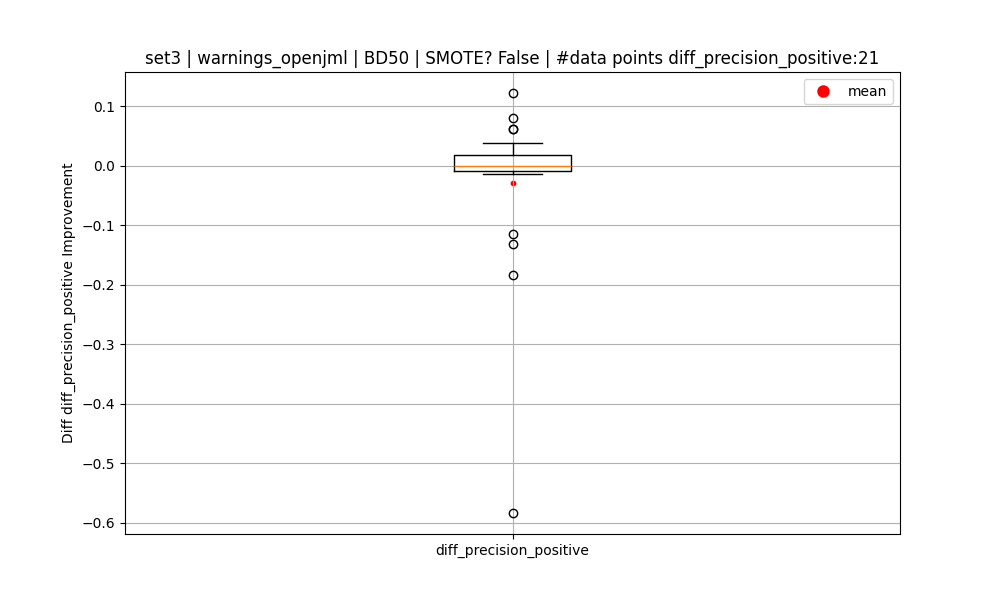 set3 | warnings_openjml | BD50 | SMOTE? False | #data points diff_precision_positive:21
mean
0.1
0.0
−0.1
−0.2
−0.3
−0.4
−0.5
−0.6
Diff diff_precision_positive Improvement
diff_precision_positive